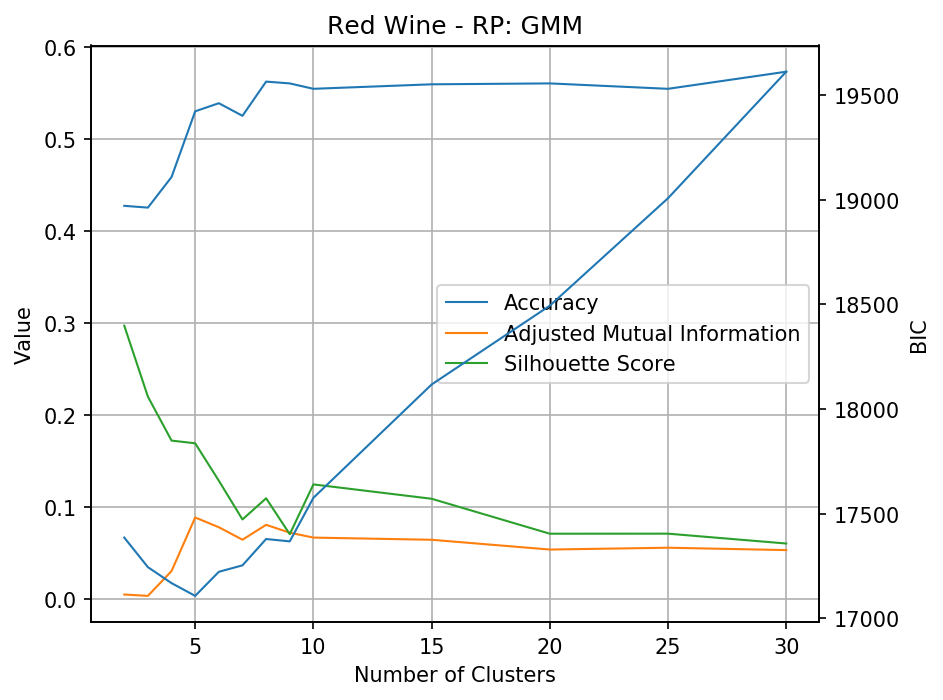 Red Wine - RP: GMM
0.6
0.5
0.4
0.3
0.2
0.1
0.0
Value
19500
19000
18500
18000
17500
17000
BIC
Accuracy
Adjusted Mutual Information
Silhouette Score
5 10 15 20 25 30
Number of Clusters